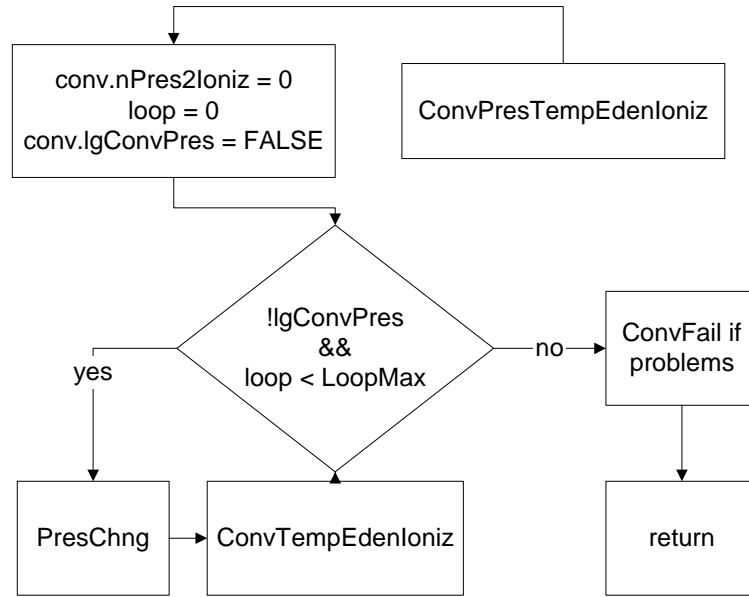 conv.nPres2Ioniz = 0
loop = 0
conv.lgConvPres = FALSE
ConvPresTempEdenIoniz
!lgConvPres
&&
loop < LoopMax
yes
no
ConvFail if
problems
PresChng
ConvTempEdenIoniz
return